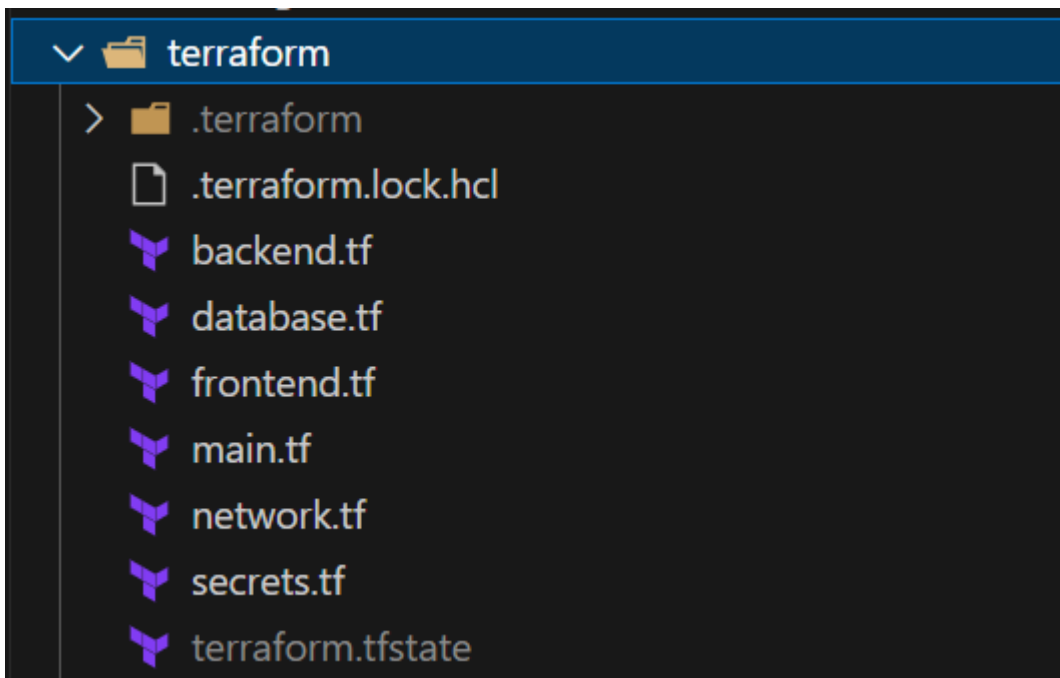 terraform
.terraform
.terraform.lock.hcl
backend.tf
database.tf
frontend.tf
main.tf
network.tf
secrets.tf
terraform.tfstate